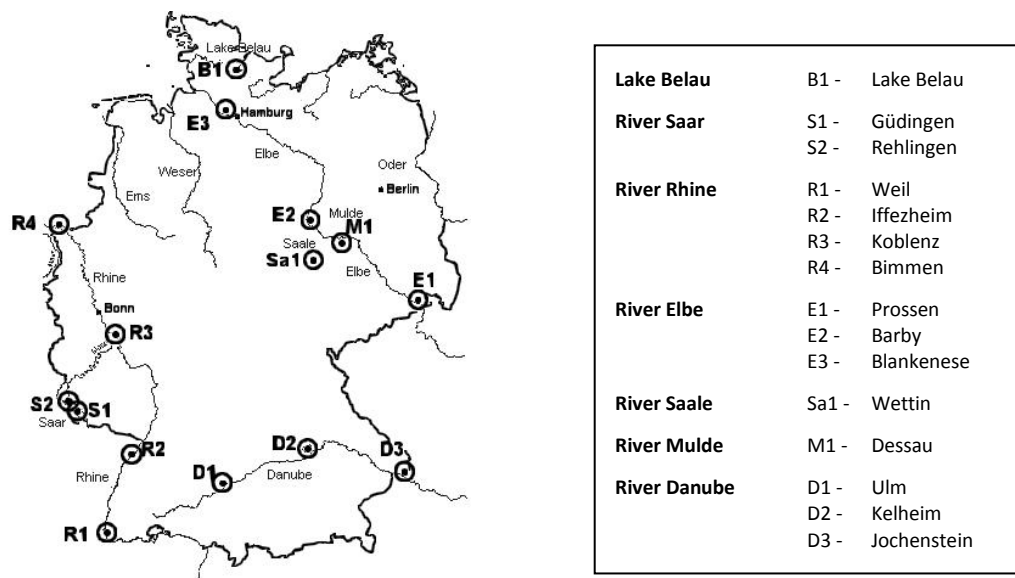 Lake Belau
B1
E3
Hamburg
Elbe
Weser
Ems
Oder
Berlin
R4
E2
Mulde
M1
Saale
Sa1
Elbe
E1
Rhine
Bonn
R3
S2
S1
Saar
R2
Rhine
D2
D1
Danube
D3
R1
Lake Belau B1 - Lake Belau
River Saar S1 - Güdingen
S2 - Rehlingen
River Rhine R1 - Weil
R2 - Iffezheim
R3 - Koblenz
R4 - Bimmen
River Elbe E1 - Prossen
E2 - Barby
E3 - Blankenese
River Saale Sa1 - Wettin
River Mulde M1 - Dessau
River Danube D1 - Ulm
D2 - Kelheim
D3 - Jochenstein